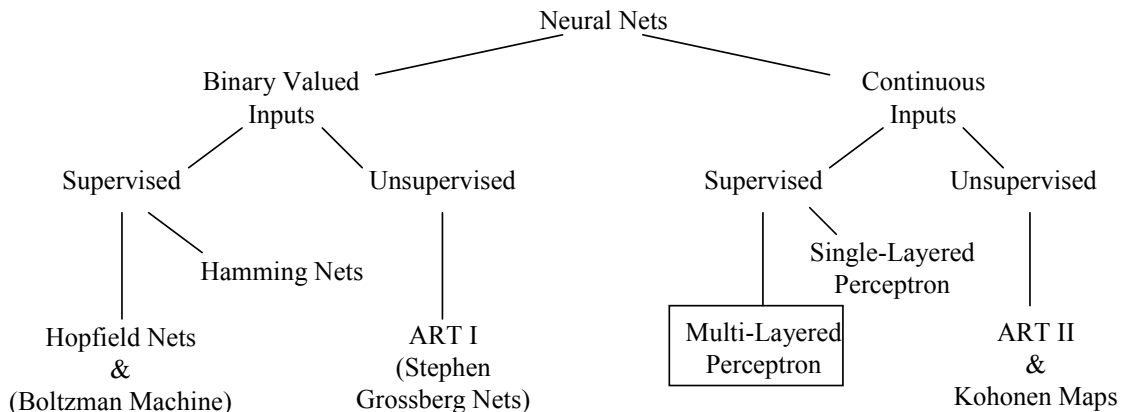 Neural Nets
Binary Valued
Inputs
Continuous
Inputs
Supervised
Unsupervised
Supervised
Unsupervised
Hamming Nets
Single-Layered
Perceptron
Hopfield Nets
&
(Boltzman Machine)
ART I
(Stephen
Grossberg Nets)
Multi-Layered
Perceptron
ART II
&
Kohonen Maps